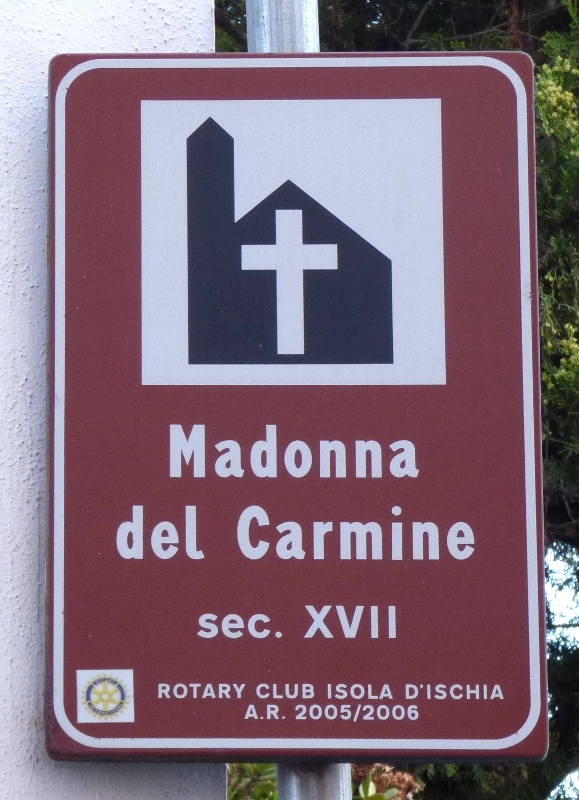 Madonna
del Carmine
sec. XVII
ROTARY CLUB ISOLA D'ISCHIA
A.R. 2005/2006